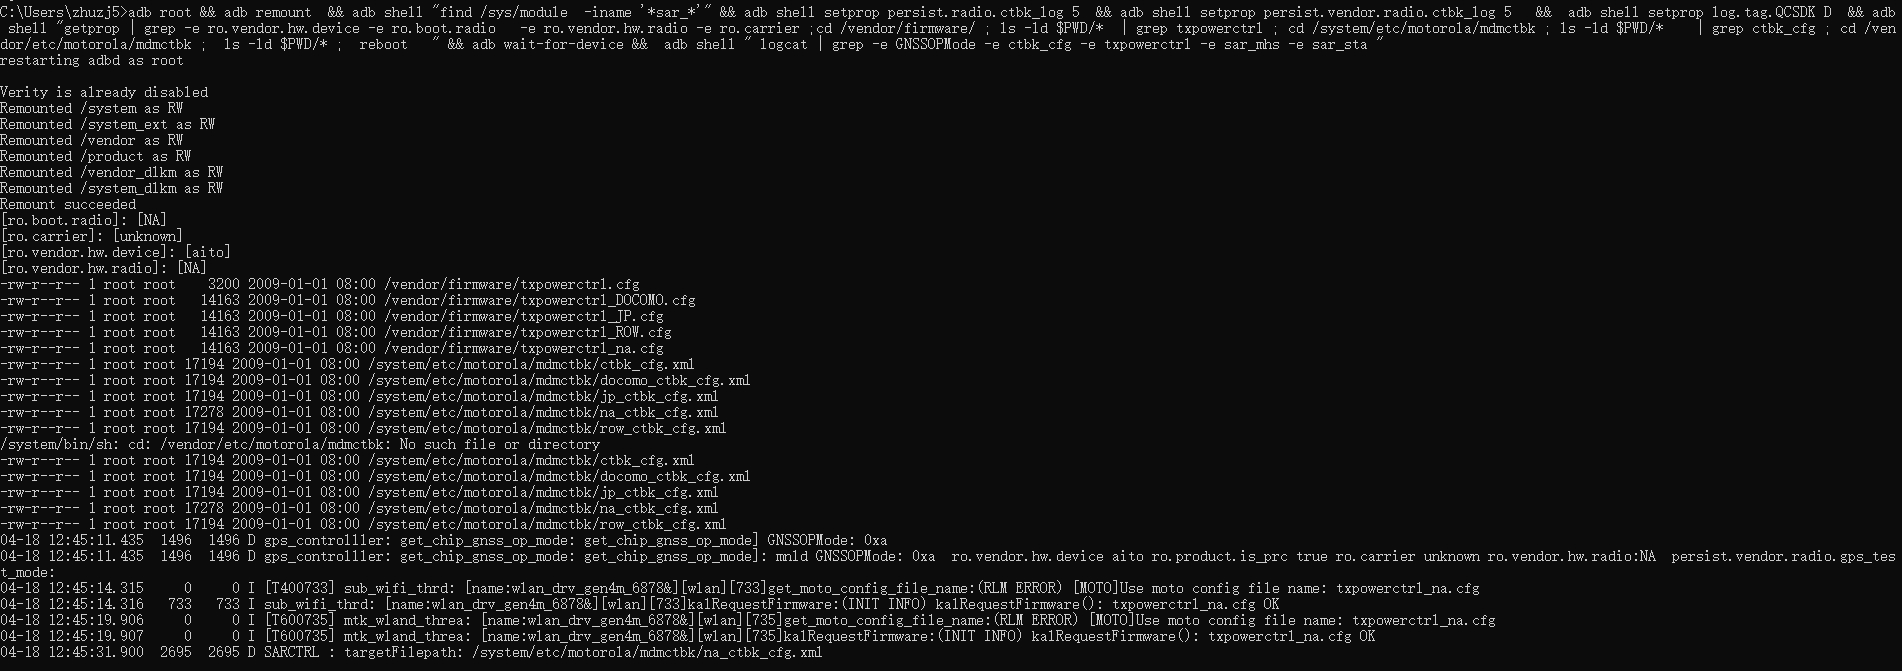 C:\Users\zhuzj5>adb root && adb remount  && adb shell "find /sys/module  -iname '*sar_*'" && adb shell setprop persist.radio.ctbk_log 5  && adb shell setprop persist.vendor.radio.ctbk_log 5   &&  adb shell setprop log.tag.QCSDK D  && adb
 shell "getprop | grep -e ro.vendor.hw.device -e ro.boot.radio   -e ro.vendor.hw.radio -e ro.carrier ;cd /vendor/firmware/ ; ls -ld $PWD/*  | grep txpowerctrl ; cd /system/etc/motorola/mdmctbk ; ls -ld $PWD/*    | grep ctbk_cfg ; cd /ven
dor/etc/motorola/mdmctbk ;  ls -ld $PWD/* ;  reboot   " && adb wait-for-device &&  adb shell " logcat | grep -e GNSSOPMode -e ctbk_cfg -e txpowerctrl -e sar_mhs -e sar_sta "
restarting adbd as root
Verity is already disabled
Remounted /system as RW
Remounted /system_ext as RW
Remounted /vendor as RW
Remounted /product as RW
Remounted /vendor_dlkm as RW
Remounted /system_dlkm as RW
Remount succeeded
[ro.boot.radio]: [NA]
[ro.carrier]: [unknown]
[ro.vendor.hw.device]: [aito]
[ro.vendor.hw.radio]: [NA]
-rw-r--r-- 1 root root    3200 2009-01-01 08:00 /vendor/firmware/txpowerctrl.cfg
-rw-r--r-- 1 root root   14163 2009-01-01 08:00 /vendor/firmware/txpowerctrl_DOCOMO.cfg
-rw-r--r-- 1 root root   14163 2009-01-01 08:00 /vendor/firmware/txpowerctrl_JP.cfg
-rw-r--r-- 1 root root   14163 2009-01-01 08:00 /vendor/firmware/txpowerctrl_ROW.cfg
-rw-r--r-- 1 root root   14163 2009-01-01 08:00 /vendor/firmware/txpowerctrl_na.cfg
-rw-r--r-- 1 root root 17194 2009-01-01 08:00 /system/etc/motorola/mdmctbk/ctbk_cfg.xml
-rw-r--r-- 1 root root 17194 2009-01-01 08:00 /system/etc/motorola/mdmctbk/docomo_ctbk_cfg.xml
-rw-r--r-- 1 root root 17194 2009-01-01 08:00 /system/etc/motorola/mdmctbk/jp_ctbk_cfg.xml
-rw-r--r-- 1 root root 17278 2009-01-01 08:00 /system/etc/motorola/mdmctbk/na_ctbk_cfg.xml
-rw-r--r-- 1 root root 17194 2009-01-01 08:00 /system/etc/motorola/mdmctbk/row_ctbk_cfg.xml
/system/bin/sh: cd: /vendor/etc/motorola/mdmctbk: No such file or directory
-rw-r--r-- 1 root root 17194 2009-01-01 08:00 /system/etc/motorola/mdmctbk/ctbk_cfg.xml
-rw-r--r-- 1 root root 17194 2009-01-01 08:00 /system/etc/motorola/mdmctbk/docomo_ctbk_cfg.xml
-rw-r--r-- 1 root root 17194 2009-01-01 08:00 /system/etc/motorola/mdmctbk/jp_ctbk_cfg.xml
-rw-r--r-- 1 root root 17278 2009-01-01 08:00 /system/etc/motorola/mdmctbk/na_ctbk_cfg.xml
-rw-r--r-- 1 root root 17194 2009-01-01 08:00 /system/etc/motorola/mdmctbk/row_ctbk_cfg.xml
04-18 12:45:11.435  1496  1496 D gps_controlller: get_chip_gnss_op_mode: get_chip_gnss_op_mode] GNSSOPMode: 0xa
04-18 12:45:11.435  1496  1496 D gps_controlller: get_chip_gnss_op_mode: get_chip_gnss_op_mode]: mnld GNSSOPMode: 0xa  ro.vendor.hw.device aito ro.product.is_prc true ro.carrier unknown ro.vendor.hw.radio:NA  persist.vendor.radio.gps_tes
t_mode:
04-18 12:45:14.315     0     0 I [T400733] sub_wifi_thrd: [name:wlan_drv_gen4m_6878&][wlan][733]get_moto_config_file_name:(RLM ERROR) [MOTO]Use moto config file name: txpowerctrl_na.cfg
04-18 12:45:14.316   733   733 I sub_wifi_thrd: [name:wlan_drv_gen4m_6878&][wlan][733]kalRequestFirmware:(INIT INFO) kalRequestFirmware(): txpowerctrl_na.cfg OK
04-18 12:45:19.906     0     0 I [T600735] mtk_wland_threa: [name:wlan_drv_gen4m_6878&][wlan][735]get_moto_config_file_name:(RLM ERROR) [MOTO]Use moto config file name: txpowerctrl_na.cfg
04-18 12:45:19.907     0     0 I [T600735] mtk_wland_threa: [name:wlan_drv_gen4m_6878&][wlan][735]kalRequestFirmware:(INIT INFO) kalRequestFirmware(): txpowerctrl_na.cfg OK
04-18 12:45:31.900  2695  2695 D SARCTRL : targetFilepath: /system/etc/motorola/mdmctbk/na_ctbk_cfg.xml